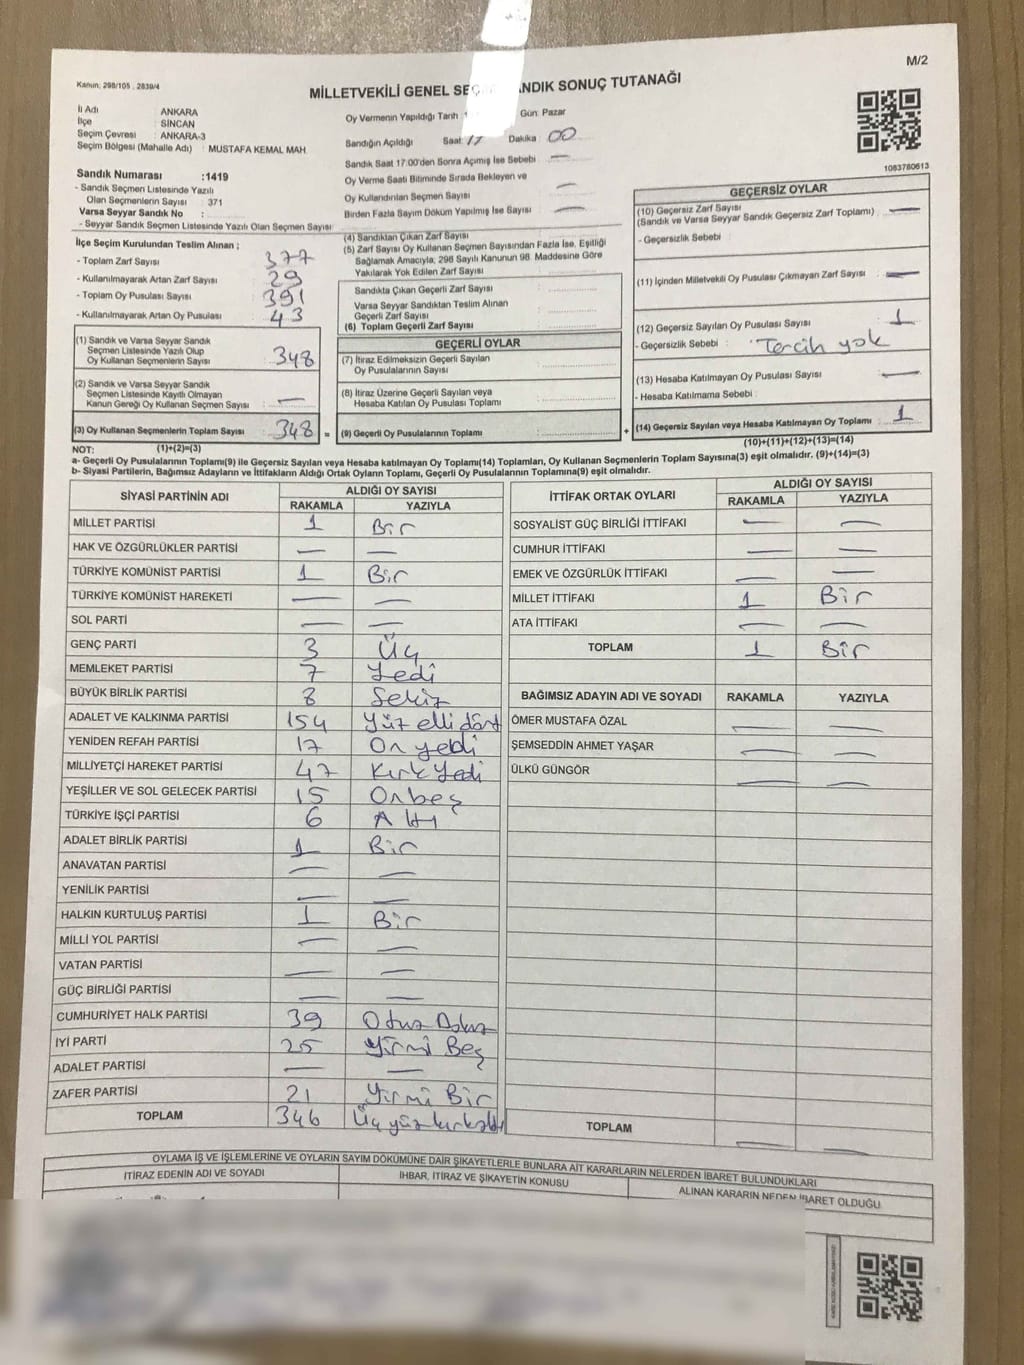 M/2
Kanun: 298/105 , 2839/4
MİLLETVEKİLİ GENEL NDIK SONUÇ TUTANAĞI
İl Adı : ANKARA
İlçe : SİNCAN
Seçim Çevresi : ANKARA-3
Seçim Bölgesi (Mahalle Adı) : MUSTAFA KEMAL MAH.
Oy Vermenin Yapıldığı Tarih : Gün: Pazar
Sandığın Açıldığı Saat: 17 Dakika : 00
Sandık Saat 17:00'den Sonra Açımış İse Sebebi : —
Oy Verme Saati Bitiminde Sırada Bekleyen ve
Oy Kullandırılan Seçmen Sayısı —
Birden Fazla Sayım Döküm Yapılmış İse Sayısı —
1083780613
Sandık Numarası :1419
- Sandık Seçmen Listesinde Yazılı
Olan Seçmenlerin Sayısı : 371
Varsa Seyyar Sandık No :
- Seyyar Sandık Seçmen Listesinde Yazılı Olan Seçmen Sayısı :
İlçe Seçim Kurulundan Teslim Alınan ;
- Toplam Zarf Sayısı : 377
- Kullanılmayarak Artan Zarf Sayısı : 29
- Toplam Oy Pusulası Sayısı : 391
- Kullanılmayarak Artan Oy Pusulası : 43
(1) Sandık ve Varsa Seyyar Sandık
Seçmen Listesinde Yazılı Olup
Oy Kullanan Seçmenlerin Sayısı : 348
(2) Sandık ve Varsa Seyyar Sandık
Seçmen Listesinde Kayıtlı Olmayan
Kanun Gereği Oy Kullanan Seçmen Sayısı : —
(3) Oy Kullanan Seçmenlerin Toplam Sayısı : 348 =
(1)+(2)=(3)
(4) Sandıktan Çıkan Zarf Sayısı :
(5) Zarf Sayısı Oy Kullanan Seçmen Sayısından Fazla İse, Eşitliği
Sağlamak Amacıyla; 298 Sayılı Kanunun 98. Maddesine Göre
Yakılarak Yok Edilen Zarf Sayısı :
Sandıkta Çıkan Geçerli Zarf Sayısı :
Varsa Seyyar Sandıktan Teslim Alınan
Geçerli Zarf Sayısı :
(6) Toplam Geçerli Zarf Sayısı :
GEÇERLİ OYLAR
(7) İtiraz Edilmeksizin Geçerli Sayılan
Oy Pusulalarının Sayısı :
(8) İtiraz Üzerine Geçerli Sayılan veya
Hesaba Katılan Oy Pusulası Toplamı :
(9) Geçerli Oy Pusulalarının Toplamı : +
GEÇERSİZ OYLAR
(10) Geçersiz Zarf Sayısı
(Sandık ve Varsa Seyyar Sandık Geçersiz Zarf Toplamı) : —
- Geçersizlik Sebebi :
(11) İçinden Milletvekili Oy Pusulası Çıkmayan Zarf Sayısı : —
(12) Geçersiz Sayılan Oy Pusulası Sayısı : 1
- Geçersizlik Sebebi : Tercih yok
(13) Hesaba Katılmayan Oy Pusulası Sayısı : —
- Hesaba Katılmama Sebebi :
(14) Geçersiz Sayılan veya Hesaba Katılmayan Oy Toplamı : 1
(10)+(11)+(12)+(13)=(14)
NOT:
a- Geçerli Oy Pusulalarının Toplamı(9) ile Geçersiz Sayılan veya Hesaba katılmayan Oy Toplamı(14) Toplamları, Oy Kullanan Seçmenlerin Toplam Sayısına(3) eşit olmalıdır. (9)+(14)=(3)
b- Siyasi Partilerin, Bağımsız Adayların ve İttifakların Aldığı Ortak Oyların Toplamı, Geçerli Oy Pusulalarının Toplamına(9) eşit olmalıdır.
SİYASİ PARTİNİN ADI ALDIĞI OY SAYISI
RAKAMLA YAZIYLA
MİLLET PARTİSİ 1 Bir
HAK VE ÖZGÜRLÜKLER PARTİSİ — —
TÜRKİYE KOMÜNİST PARTİSİ 1 Bir
TÜRKİYE KOMÜNİST HAREKETİ — —
SOL PARTİ — —
GENÇ PARTİ 3 Üç
MEMLEKET PARTİSİ 7 Yedi
BÜYÜK BİRLİK PARTİSİ 8 Sekiz
ADALET VE KALKINMA PARTİSİ 154 Yüz elli dört
YENİDEN REFAH PARTİSİ 17 On yedi
MİLLİYETÇİ HAREKET PARTİSİ 47 Kırk Yedi
YEŞİLLER VE SOL GELECEK PARTİSİ 15 Onbeş
TÜRKİYE İŞÇİ PARTİSİ 6 Altı
ADALET BİRLİK PARTİSİ 1 Bir
ANAVATAN PARTİSİ — —
YENİLİK PARTİSİ — —
HALKIN KURTULUŞ PARTİSİ 1 Bir
MİLLİ YOL PARTİSİ — —
VATAN PARTİSİ — —
GÜÇ BİRLİĞİ PARTİSİ — —
CUMHURİYET HALK PARTİSİ 39 Otuz Dokuz
İYİ PARTİ 25 Yirmi Beş
ADALET PARTİSİ — —
ZAFER PARTİSİ 21 Yirmi Bir
TOPLAM 346 Üç yüz kırk altı
İTTİFAK ORTAK OYLARI ALDIĞI OY SAYISI
RAKAMLA YAZIYLA
SOSYALİST GÜÇ BİRLİĞİ İTTİFAKI — —
CUMHUR İTTİFAKI — —
EMEK VE ÖZGÜRLÜK İTTİFAKI — —
MİLLET İTTİFAKI 1 Bir
ATA İTTİFAKI — —
TOPLAM 1 Bir
BAĞIMSIZ ADAYIN ADI VE SOYADI RAKAMLA YAZIYLA
ÖMER MUSTAFA ÖZAL — —
ŞEMSEDDİN AHMET YAŞAR — —
ÜLKÜ GÜNGÖR — —
TOPLAM — —
OYLAMA İŞ VE İŞLEMLERİNE VE OYLARIN SAYIM DÖKÜMÜNE DAİR ŞİKAYETLERLE BUNLARA AİT KARARLARIN NELERDEN İBARET BULUNDUKLARI
İTİRAZ EDENİN ADI VE SOYADI İHBAR, İTİRAZ VE ŞİKAYETİN KONUSU ALINAN KARARIN NEDEN İBARET OLDUĞU